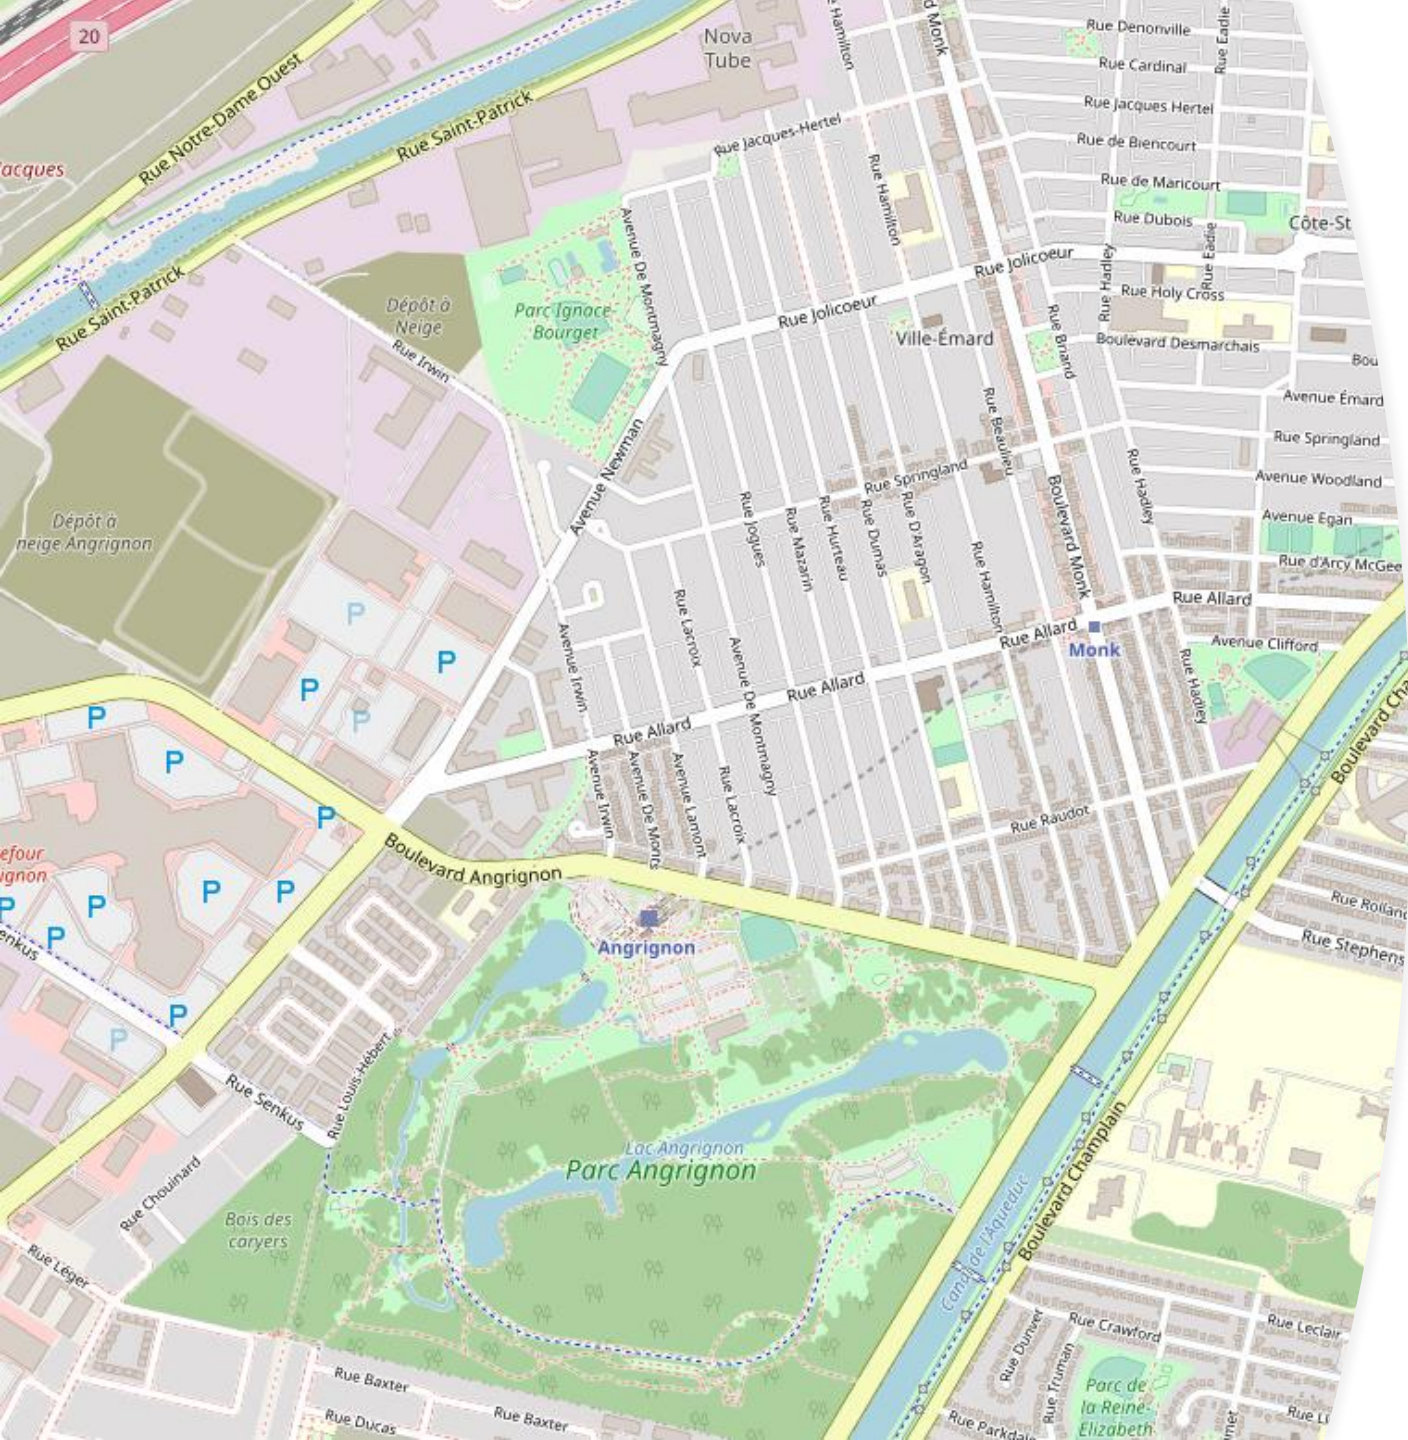 d Monk
Rue Denonville
Rue Eadie
20
Nova
Tube
Hamilton
Rue Cardinal
Rue Notre-Dame Ouest
Rue Saint-Patrick
Rue Jacques Hertel
Rue Jacques-Hertel
Rue de Biencourt
Jacques
Rue Hamilton
Rue de Maricourt
Rue Dubois
Côte-St
Avenue De Montmagny
Rue Jolicoeur
Rue Hadley
Rue Eadie
Rue Saint-Patrick
Dépôt à
Neige
Parc Ignace
Bourget
Rue Jolicoeur
Rue Holy Cross
Ville-Émard
Rue Briand
Boulevard Desmarchais
Rue Irwin
Bou
Avenue Émard
Rue Beaulieu
Avenue Newman
Rue Springland
Rue Springland
Rue Hadley
Avenue Woodland
Boulevard Monk
Dépôt à
neige Angrignon
Rue Jogues
Rue Mazarin
Rue Hurteau
Rue Dumas
Rue D'Aragon
Avenue Egan
Rue Hamilton
Rue d'Arcy McGee
P
Rue Lacroix
Rue Allard
Avenue Irwin
Avenue De Montmagny
Rue Allard
Monk
Avenue Clifford
P
P
Rue Hadley
Rue Allard
P
P
Rue Allard
Boulevard Cha
P
Avenue Irwin
Avenue De Monts
Avenue Lamont
Rue Lacroix
P
Rue Raudot
efour
ignon
Boulevard Angrignon
P
P
P
P
P
Rue Rolland
enkus
Angrignon
Rue Stephens
P
P
Rue Louis-Hébert
Rue Senkus
Lac Angrignon
Parc Angrignon
Boulevard Champlain
Rue Chouinard
Canal de l'Aqueduc
Bois des
caryers
Rue Léger
Rue Crawford
Rue Leclair
Rue Dunver
Rue Truman
Rue Baxter
Parc de
la Reine-
Elizabeth
Rue Ducas
Rue Baxter
Rue Parkdale
Rue Li
met